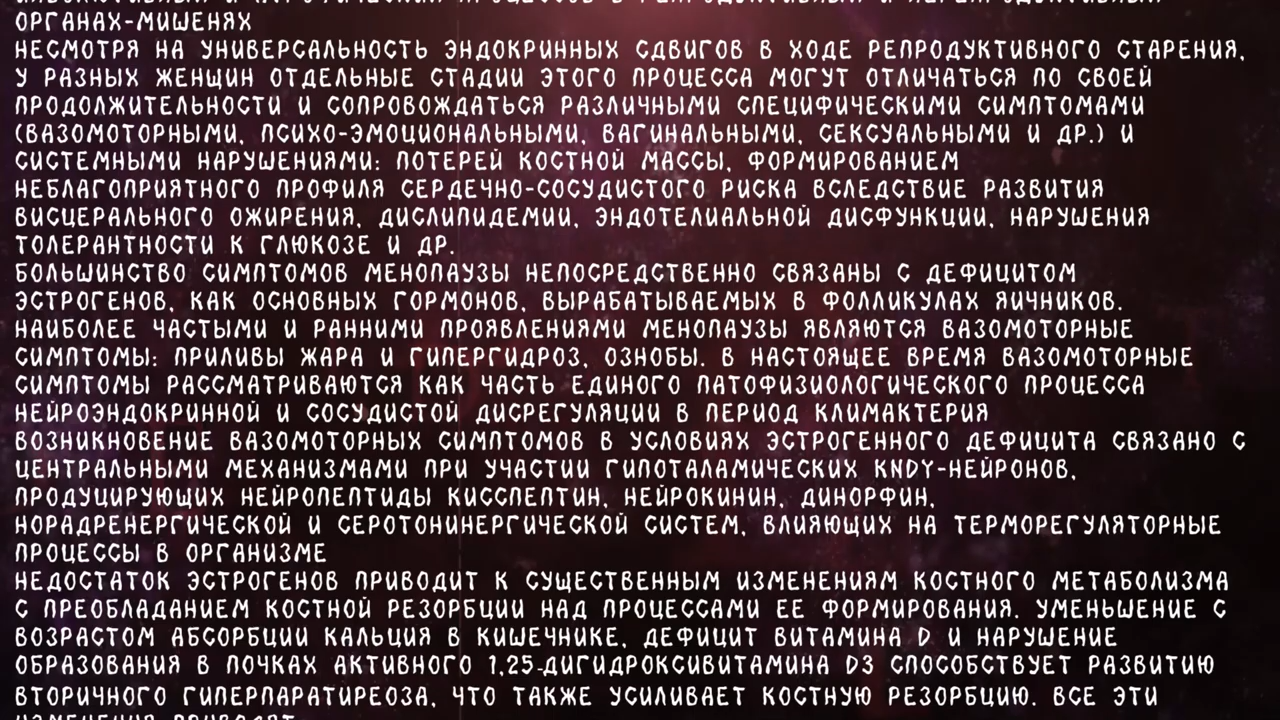 ОРГАНАХ-МИШЕНЯХ
НЕСМОТРЯ НА УНИВЕРСАЛЬНОСТЬ ЭНДОКРИННЫХ СДВИГОВ В ХОДЕ РЕПРОДУКТИВНОГО СТАРЕНИЯ,
У РАЗНЫХ ЖЕНЩИН ОТДЕЛЬНЫЕ СТАДИИ ЭТОГО ПРОЦЕССА МОГУТ ОТЛИЧАТЬСЯ ПО СВОЕЙ
ПРОДОЛЖИТЕЛЬНОСТИ И СОПРОВОЖДАТЬСЯ РАЗЛИЧНЫМИ СПЕЦИФИЧЕСКИМИ СИМПТОМАМИ
(ВАЗОМОТОРНЫМИ, ПСИХО-ЭМОЦИОНАЛЬНЫМИ, ВАГИНАЛЬНЫМИ, СЕКСУАЛЬНЫМИ И ДР.) И
СИСТЕМНЫМИ НАРУШЕНИЯМИ: ПОТЕРЕЙ КОСТНОЙ МАССЫ, ФОРМИРОВАНИЕМ
НЕБЛАГОПРИЯТНОГО ПРОФИЛЯ СЕРДЕЧНО-СОСУДИСТОГО РИСКА ВСЛЕДСТВИЕ РАЗВИТИЯ
ВИСЦЕРАЛЬНОГО ОЖИРЕНИЯ, ДИСЛИПИДЕМИИ, ЭНДОТЕЛИАЛЬНОЙ ДИСФУНКЦИИ, НАРУШЕНИЯ
ТОЛЕРАНТНОСТИ К ГЛЮКОЗЕ И ДР.
БОЛЬШИНСТВО СИМПТОМОВ МЕНОПАУЗЫ НЕПОСРЕДСТВЕННО СВЯЗАНЫ С ДЕФИЦИТОМ
ЭСТРОГЕНОВ, КАК ОСНОВНЫХ ГОРМОНОВ, ВЫРАБАТЫВАЕМЫХ В ФОЛЛИКУЛАХ ЯИЧНИКОВ.
НАИБОЛЕЕ ЧАСТЫМИ И РАННИМИ ПРОЯВЛЕНИЯМИ МЕНОПАУЗЫ ЯВЛЯЮТСЯ ВАЗОМОТОРНЫЕ
СИМПТОМЫ: ПРИЛИВЫ ЖАРА И ГИПЕРГИДРОЗ, ОЗНОБЫ. В НАСТОЯЩЕЕ ВРЕМЯ ВАЗОМОТОРНЫЕ
СИМПТОМЫ РАССМАТРИВАЮТСЯ КАК ЧАСТЬ ЕДИНОГО ПАТОФИЗИОЛОГИЧЕСКОГО ПРОЦЕССА
НЕЙРОЭНДОКРИННОЙ И СОСУДИСТОЙ ДИСРЕГУЛЯЦИИ В ПЕРИОД КЛИМАКТЕРИЯ
ВОЗНИКНОВЕНИЕ ВАЗОМОТОРНЫХ СИМПТОМОВ В УСЛОВИЯХ ЭСТРОГЕННОГО ДЕФИЦИТА СВЯЗАНО С
ЦЕНТРАЛЬНЫМИ МЕХАНИЗМАМИ ПРИ УЧАСТИИ ГИПОТАЛАМИЧЕСКИХ KNDY-НЕЙРОНОВ,
ПРОДУЦИРУЮЩИХ НЕЙРОПЕПТИДЫ КИССПЕПТИН, НЕЙРОКИНИН, ДИНОРФИН,
НОРАДРЕНЕРГИЧЕСКОЙ И СЕРОТОНИНЕРГИЧЕСКОЙ СИСТЕМ, ВЛИЯЮЩИХ НА ТЕРМОРЕГУЛЯТОРНЫЕ
ПРОЦЕССЫ В ОРГАНИЗМЕ
НЕДОСТАТОК ЭСТРОГЕНОВ ПРИВОДИТ К СУЩЕСТВЕННЫМ ИЗМЕНЕНИЯМ КОСТНОГО МЕТАБОЛИЗМА
С ПРЕОБЛАДАНИЕМ КОСТНОЙ РЕЗОРБЦИИ НАД ПРОЦЕССАМИ ЕЕ ФОРМИРОВАНИЯ. УМЕНЬШЕНИЕ С
ВОЗРАСТОМ АБСОРБЦИИ КАЛЬЦИЯ В КИШЕЧНИКЕ, ДЕФИЦИТ ВИТАМИНА D И НАРУШЕНИЕ
ОБРАЗОВАНИЯ В ПОЧКАХ АКТИВНОГО 1,25-ДИГИДРОКСИВИТАМИНА D3 СПОСОБСТВУЕТ РАЗВИТИЮ
ВТОРИЧНОГО ГИПЕРПАРАТИРЕОЗА, ЧТО ТАКЖЕ УСИЛИВАЕТ КОСТНУЮ РЕЗОРБЦИЮ. ВСЕ ЭТИ